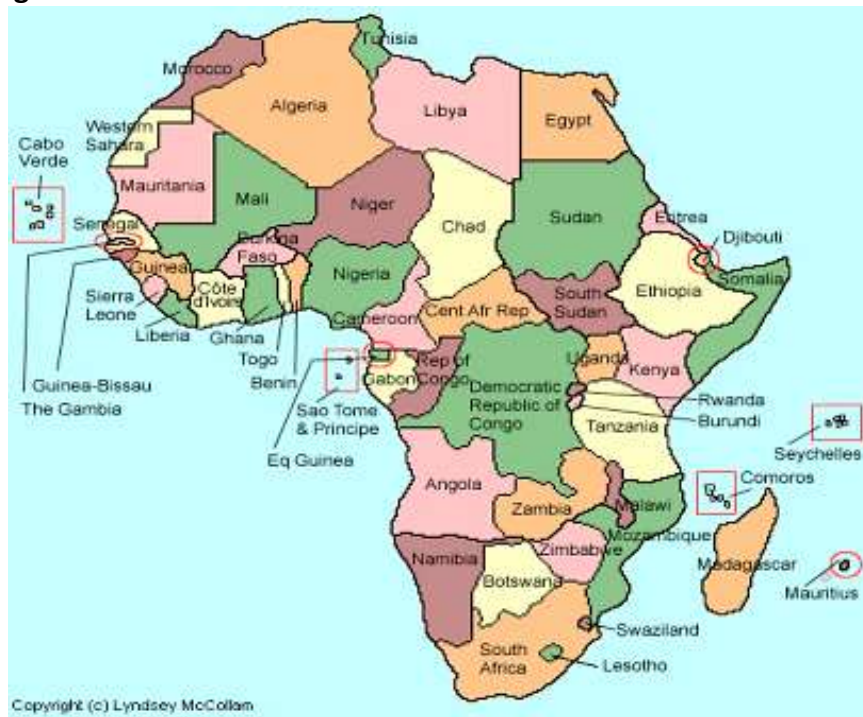 Tunisia
Morocco
Algeria
Libya
Egypt
Western
Sahara
Cabo
Verde
Mauritania
Mali
Niger
Chad
Sudan
Eritrea
Djibouti
Senegal
Burkina
Faso
Guinea
Nigeria
Ethiopia
Somalia
Sierra
Leone
Côte
d'Ivoire
Cent Afr Rep
South
Sudan
Liberia
Ghana
Cameroon
Togo
Benin
Uganda
Kenya
Guinea-Bissau
The Gambia
Gabon
Rep of
Congo
Democratic
Republic of
Congo
Rwanda
Burundi
Sao Tome
& Principe
Tanzania
Seychelles
Eq Guinea
Comoros
Angola
Zambia
Malawi
Mozambique
Zimbabwe
Madagascar
Mauritius
Namibia
Botswana
Swaziland
South
Africa
Lesotho
Copyright (c) Lyndsey McCollam